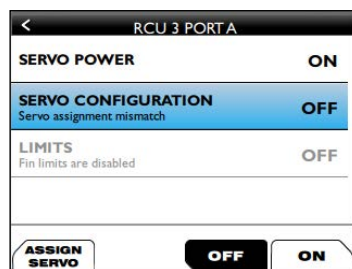 < RCU 3 PORT A
SERVO POWER ON
SERVO CONFIGURATION OFF
Servo assignment mismatch
LIMITS OFF
Fin limits are disabled
ASSIGN SERVO OFF ON